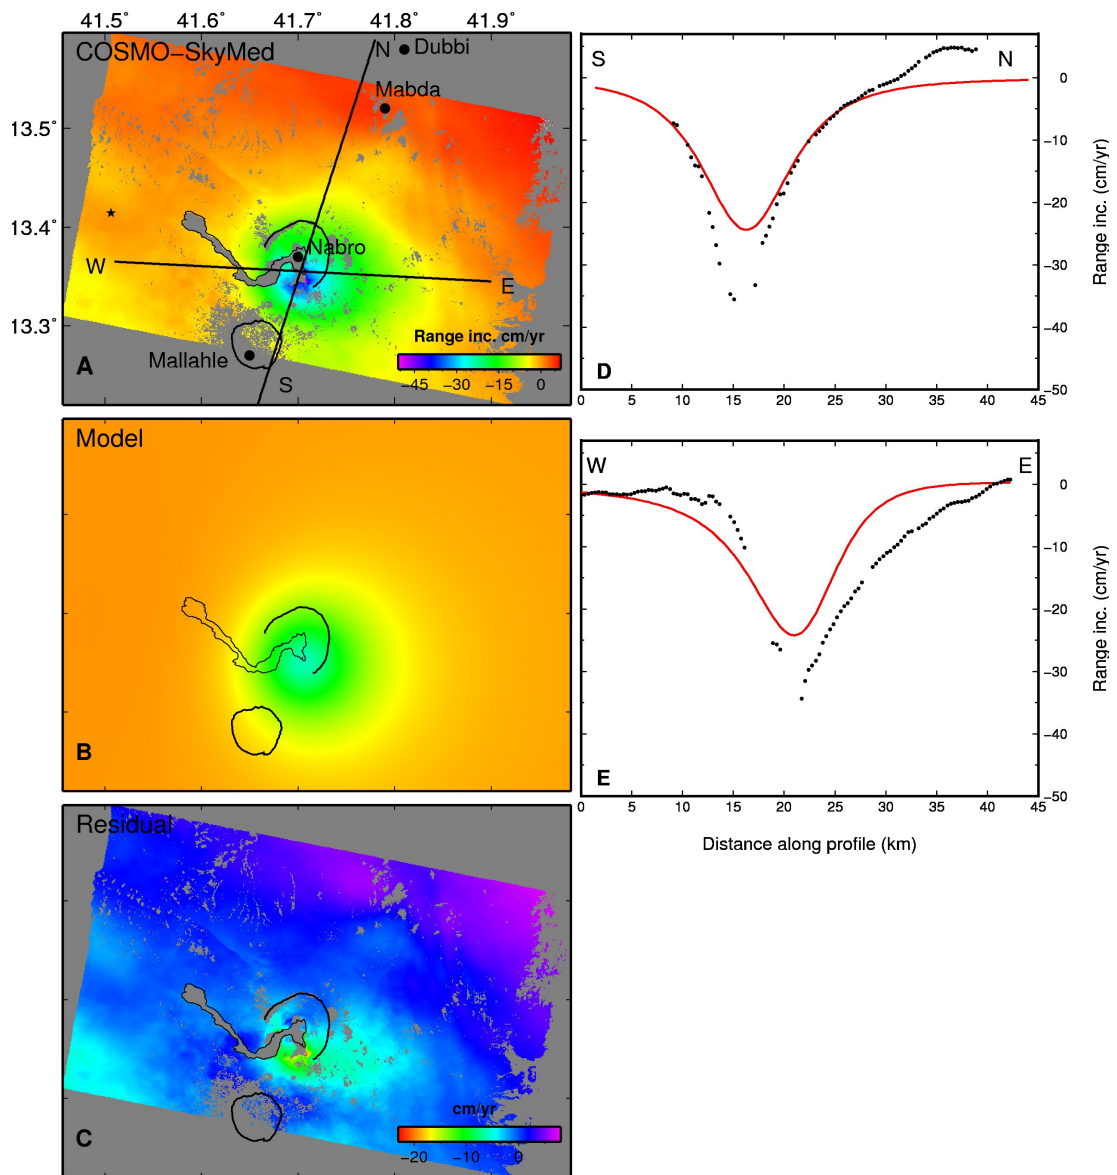 41.5˚ 41.6˚ 41.7˚ 41.8˚ 41.9˚
COSMO−SkyMed
N
Dubbi
Mabda
13.5˚
13.4˚
13.3˚
W
Nabro
E
Mallahle
S
A
Range inc. cm/yr
−45 −30 −15 0
S N
0
−10
−20
−30
−40
−50
Range inc. (cm/yr)
D
0 5 10 15 20 25 30 35 40 45
Model
B
W E
0
−10
−20
−30
−40
−50
Range inc. (cm/yr)
E
0 5 10 15 20 25 30 35 40 45
Distance along profile (km)
Residual
C
cm/yr
−20 −10 0